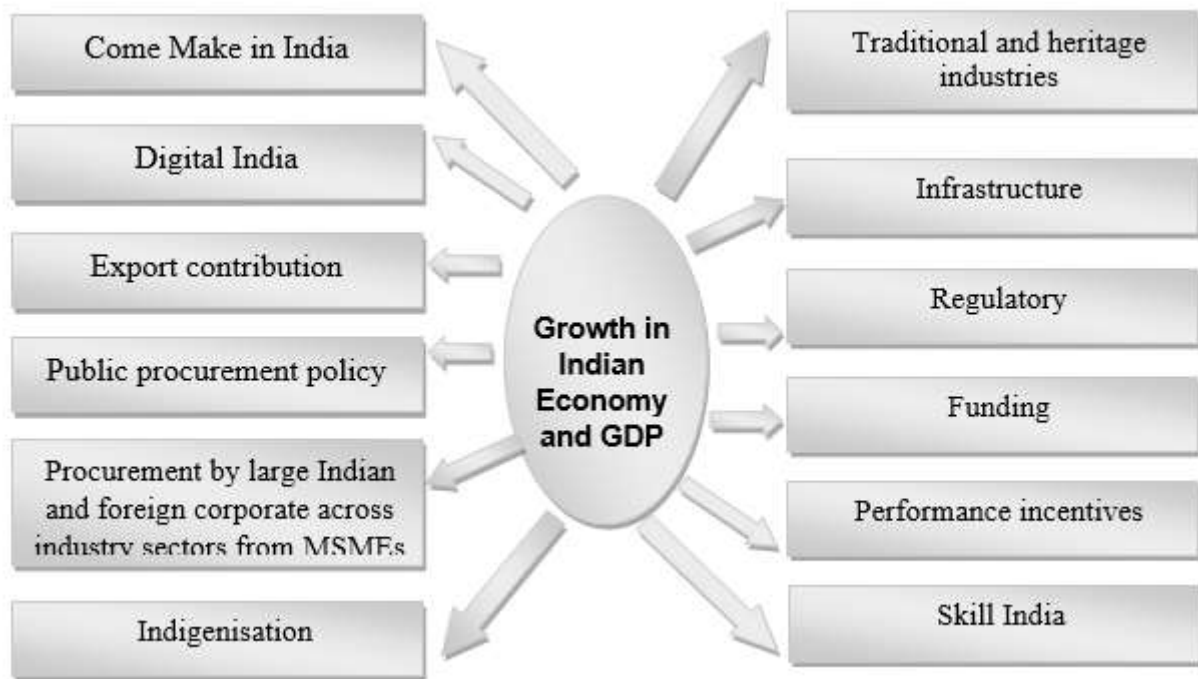 Come Make in India
Digital India
Export contribution
Public procurement policy
Procurement by large Indian
and foreign corporate across
industry sectors from MSMEs
Indigenisation
Growth in
Indian
Economy
and GDP
Traditional and heritage
industries
Infrastructure
Regulatory
Funding
Performance incentives
Skill India